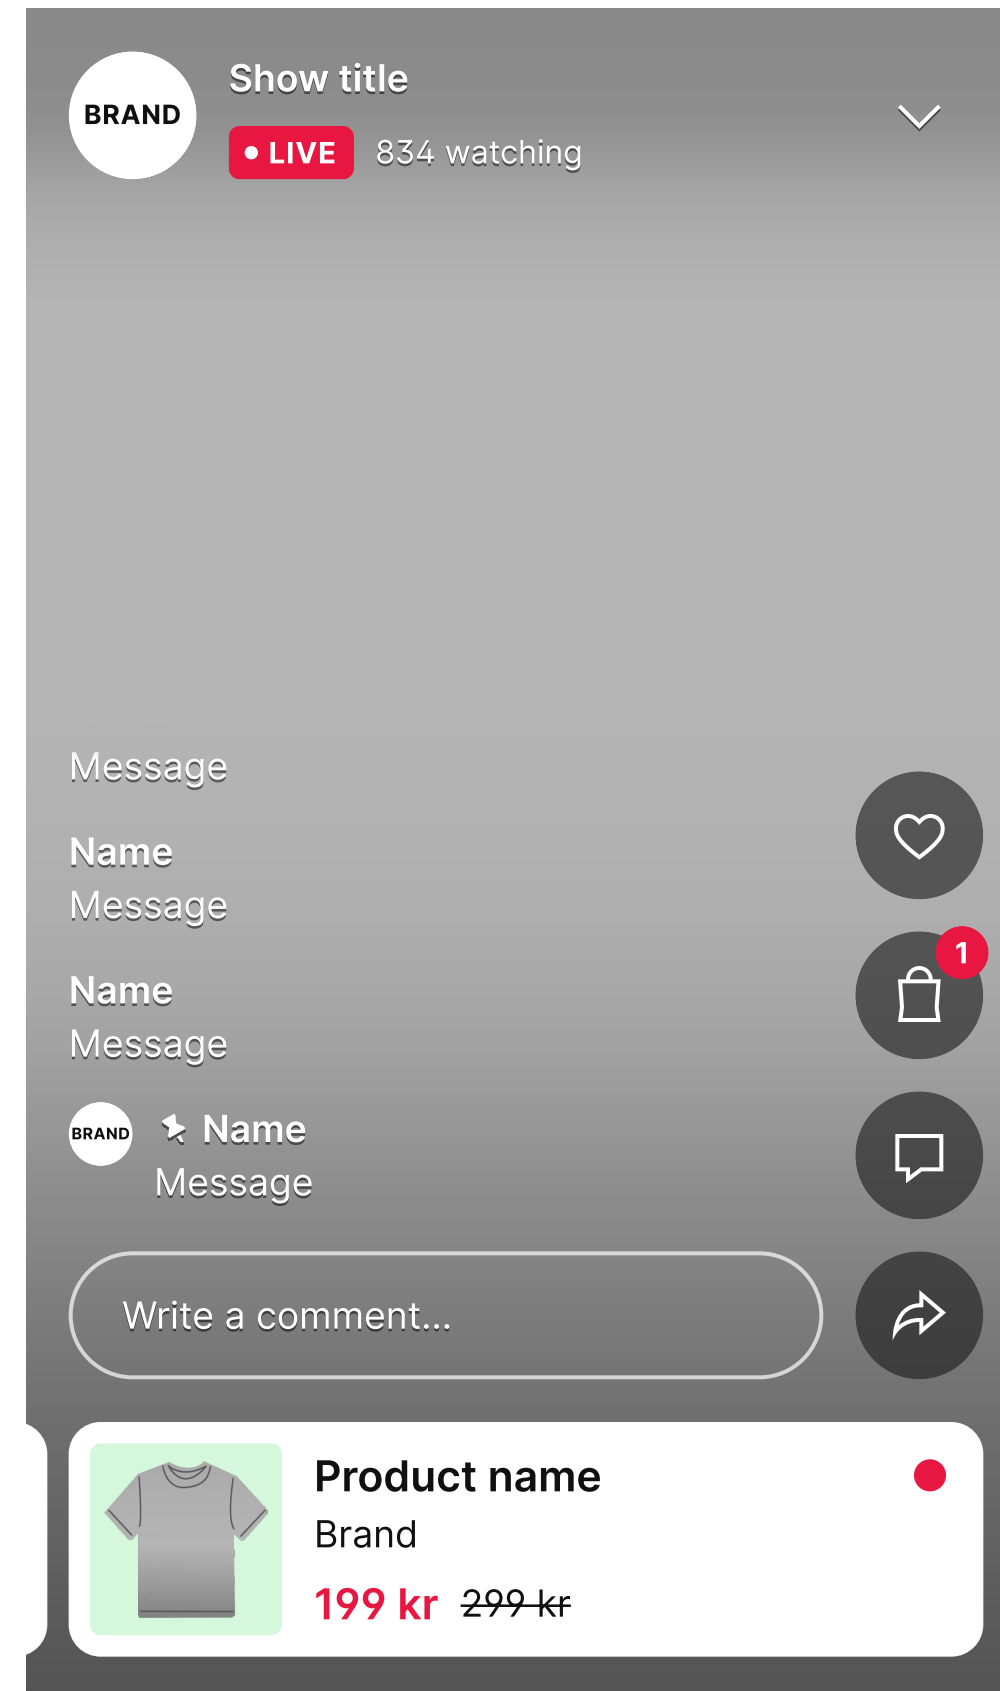 BRAND
Show title
LIVE 834 watching
Message
Name
Message
Name
Message
BRAND
Name
Message
Write a comment...
1
Product name
Brand
199 kr 299 kr